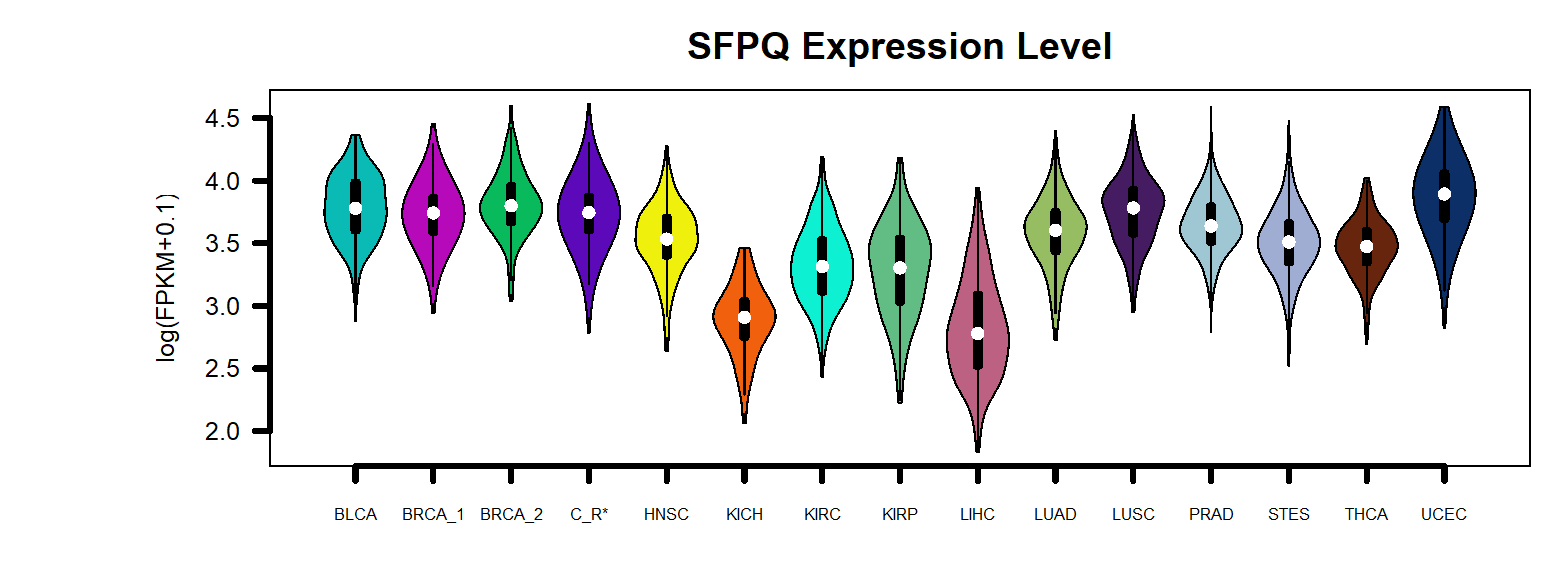 SFPQ Expression Level
log(FPKM+0.1)
4.5
4.0
3.5
3.0
2.5
2.0
BLCA BRCA_1 BRCA_2 C_R* HNSC KICH KIRC KIRP LIHC LUAD LUSC PRAD STES THCA UCEC